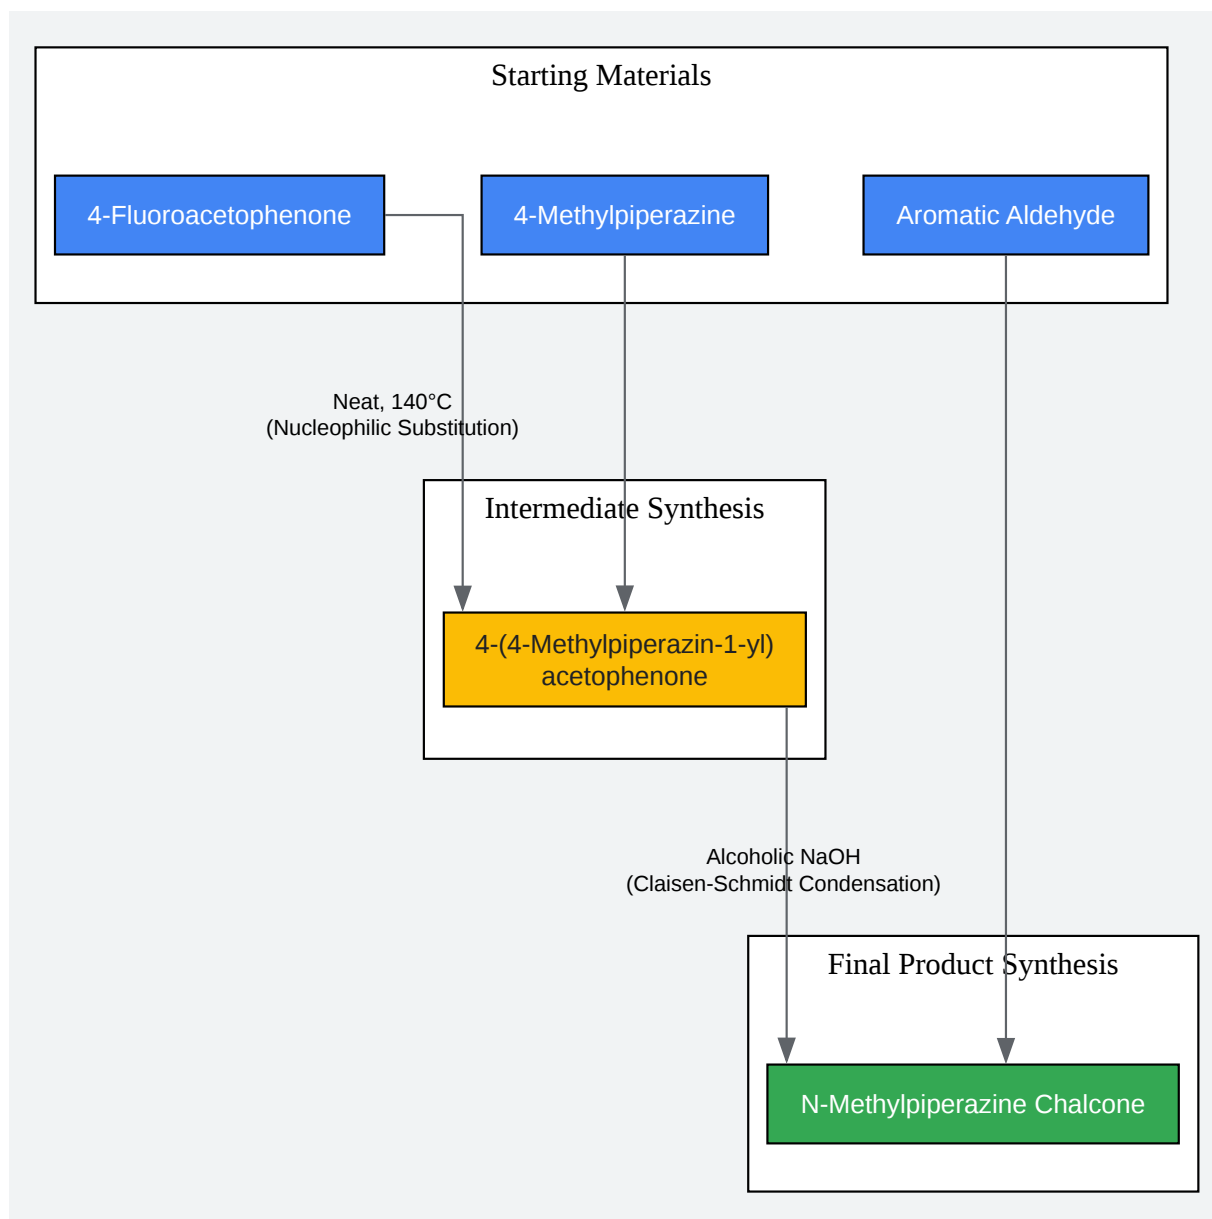 Starting Materials
4-Fluoroacetophenone
4-Methylpiperazine
Aromatic Aldehyde
Neat, 140°C
(Nucleophilic Substitution)
Intermediate Synthesis
4-(4-Methylpiperazin-1-yl)
acetophenone
Alcoholic NaOH
(Claisen-Schmidt Condensation)
Final Product Synthesis
N-Methylpiperazine Chalcone